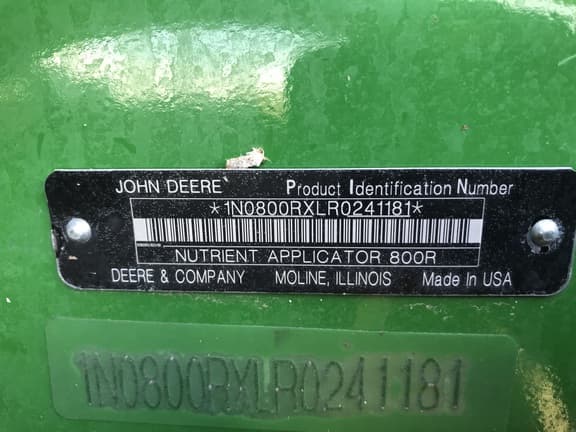 JOHN DEERE Product Identification Number
*1N0800RXLR0241181*
NUTRIENT APPLICATOR 800R
DEERE & COMPANY MOLINE, ILLINOIS Made In USA
1N0800RXLR0241181